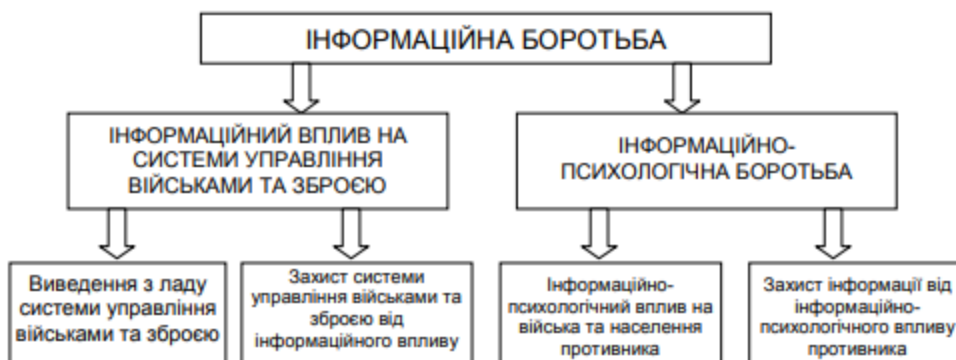 ІНФОРМАЦІЙНА БОРОТЬБА
ІНФОРМАЦІЙНИЙ ВПЛИВ НА
СИСТЕМИ УПРАВЛІННЯ
ВІЙСЬКАМИ ТА ЗБРОЄЮ
ІНФОРМАЦІЙНО-
ПСИХОЛОГІЧНА БОРОТЬБА
Виведення з ладу
системи управління
військами та зброєю
Захист системи
управління військами та
зброєю від
інформаційного впливу
Інформаційно-
психологічний вплив на
війська та населення
противника
Захист інформації від
інформаційно-
психологічного впливу
противника